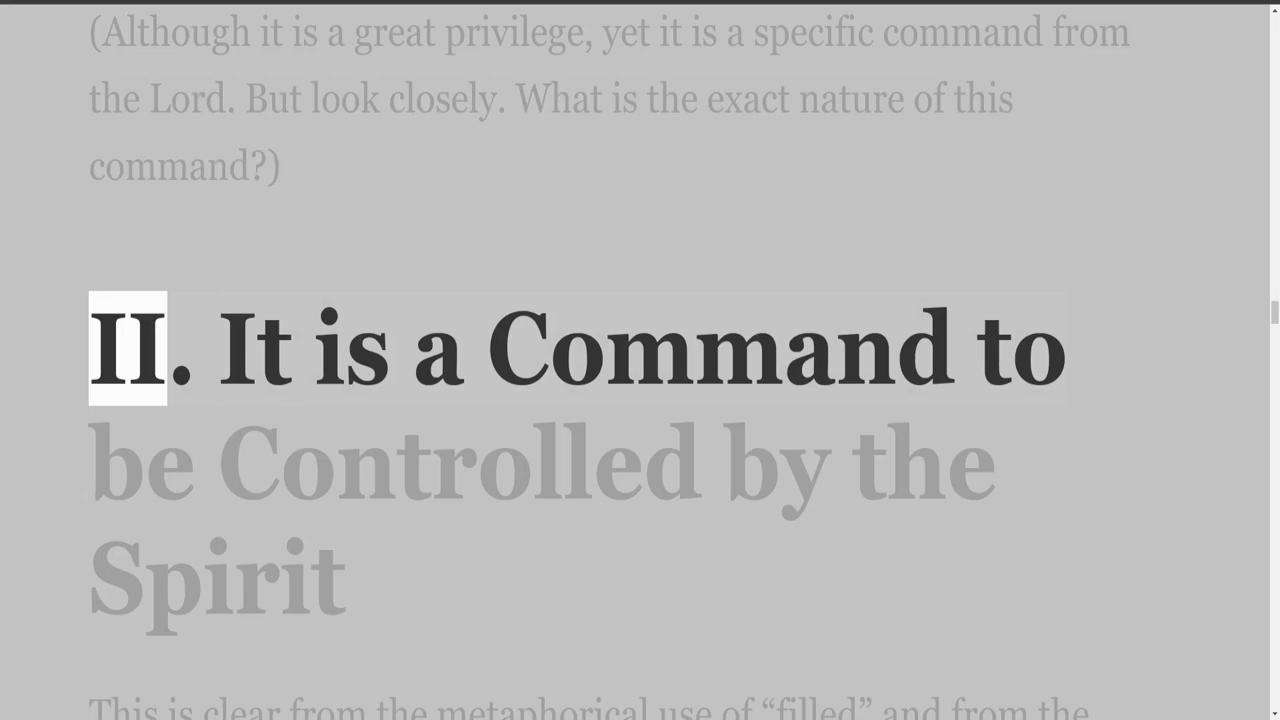 (Although it is a great privilege, yet it is a specific command from
the Lord. But look closely. What is the exact nature of this
command?)
II. It is a Command to
be Controlled by the
Spirit
This is clear from the metaphorical use of “filled” and from the